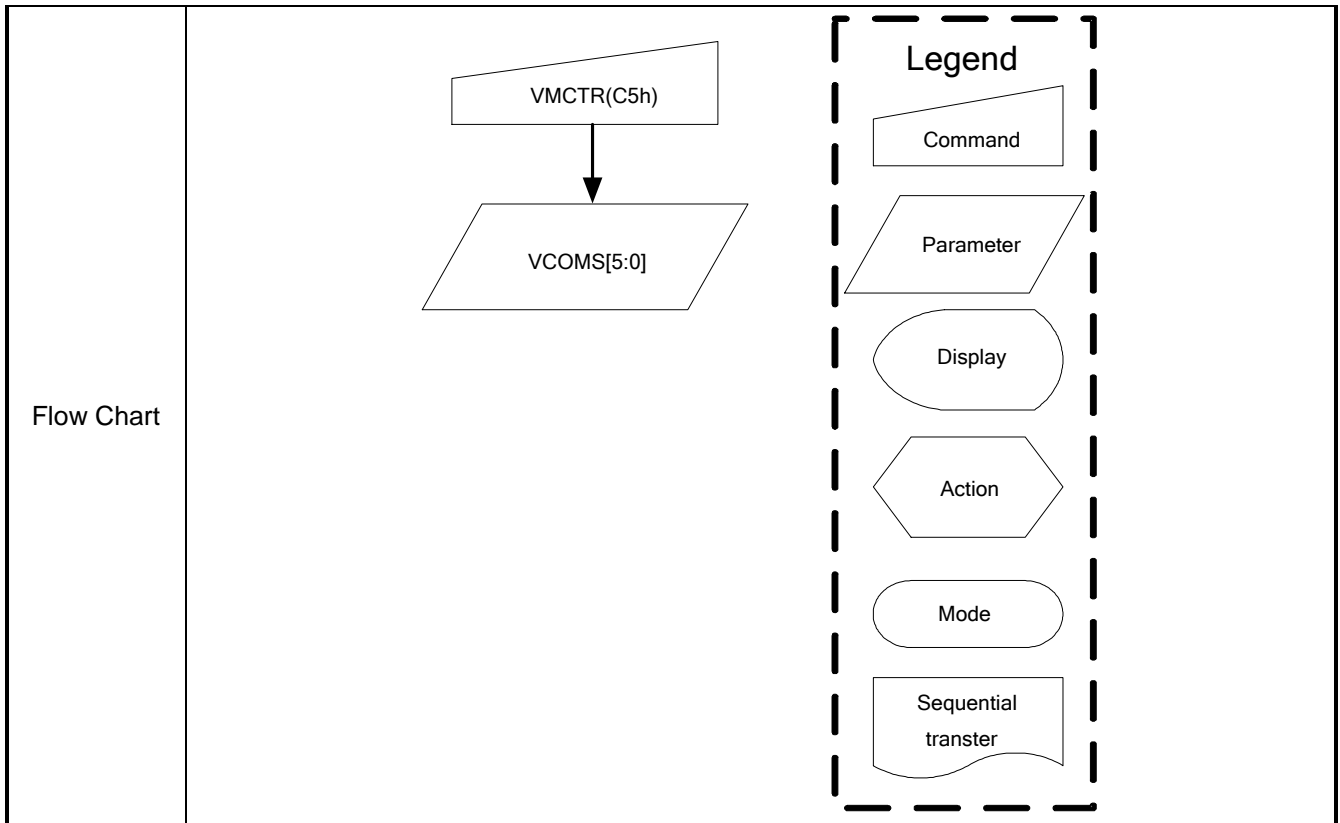 Flow Chart
VMCTR(C5h)
VCOMS[5:0]
Legend
Command
Parameter
Display
Action
Mode
Sequential
transter